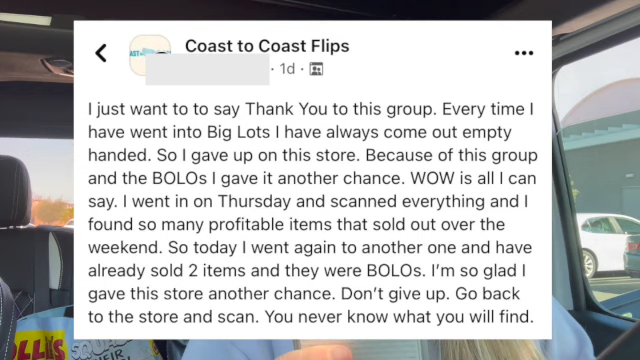 Coast to Coast Flips
· 1d ·
I just want to to say Thank You to this group. Every time I
have went into Big Lots I have always come out empty
handed. So I gave up on this store. Because of this group
and the BOLOs I gave it another chance. WOW is all I can
say. I went in on Thursday and scanned everything and I
found so many profitable items that sold out over the
weekend. So today I went again to another one and have
already sold 2 items and they were BOLOs. I'm so glad I
gave this store another chance. Don't give up. Go back
to the store and scan. You never know what you will find.